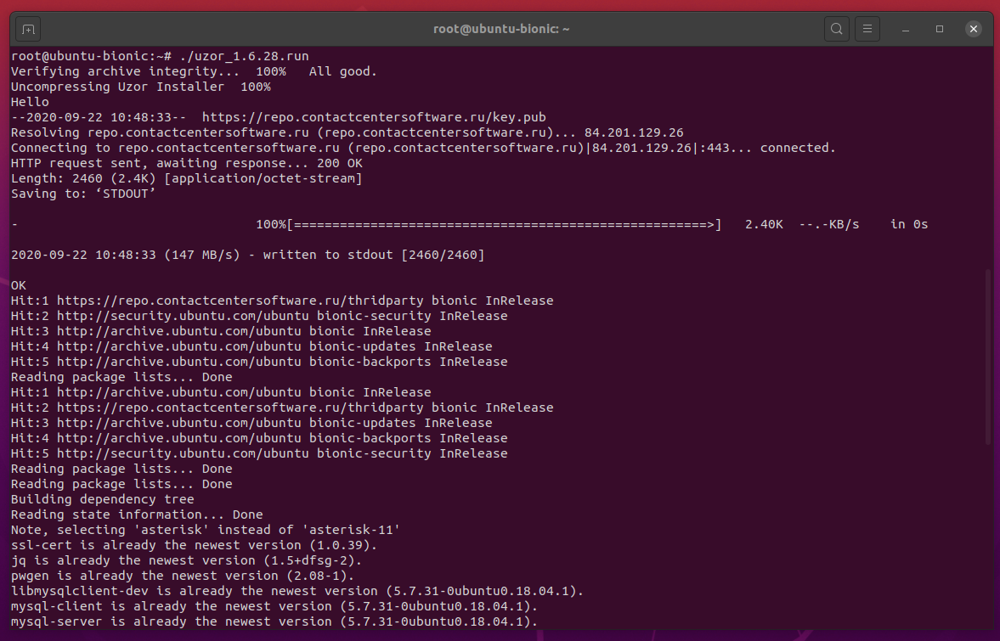 root@ubuntu-bionic: ~
root@ubuntu-bionic:~# ./uzor_1.6.28.run
Verifying archive integrity...  100%   All good.
Uncompressing Uzor Installer  100%
Hello
--2020-09-22 10:48:33--  https://repo.contactcentersoftware.ru/key.pub
Resolving repo.contactcentersoftware.ru (repo.contactcentersoftware.ru)... 84.201.129.26
Connecting to repo.contactcentersoftware.ru (repo.contactcentersoftware.ru)|84.201.129.26|:443... connected.
HTTP request sent, awaiting response... 200 OK
Length: 2460 (2.4K) [application/octet-stream]
Saving to: ‘STDOUT’
-                               100%[======================================================>]   2.40K  --.-KB/s    in 0s
2020-09-22 10:48:33 (147 MB/s) - written to stdout [2460/2460]
OK
Hit:1 https://repo.contactcentersoftware.ru/thridparty bionic InRelease
Hit:2 http://security.ubuntu.com/ubuntu bionic-security InRelease
Hit:3 http://archive.ubuntu.com/ubuntu bionic InRelease
Hit:4 http://archive.ubuntu.com/ubuntu bionic-updates InRelease
Hit:5 http://archive.ubuntu.com/ubuntu bionic-backports InRelease
Reading package lists... Done
Hit:1 http://archive.ubuntu.com/ubuntu bionic InRelease
Hit:2 https://repo.contactcentersoftware.ru/thridparty bionic InRelease
Hit:3 http://archive.ubuntu.com/ubuntu bionic-updates InRelease
Hit:4 http://archive.ubuntu.com/ubuntu bionic-backports InRelease
Hit:5 http://security.ubuntu.com/ubuntu bionic-security InRelease
Reading package lists... Done
Reading package lists... Done
Building dependency tree
Reading state information... Done
Note, selecting 'asterisk' instead of 'asterisk-11'
ssl-cert is already the newest version (1.0.39).
jq is already the newest version (1.5+dfsg-2).
pwgen is already the newest version (2.08-1).
libmysqlclient-dev is already the newest version (5.7.31-0ubuntu0.18.04.1).
mysql-client is already the newest version (5.7.31-0ubuntu0.18.04.1).
mysql-server is already the newest version (5.7.31-0ubuntu0.18.04.1).